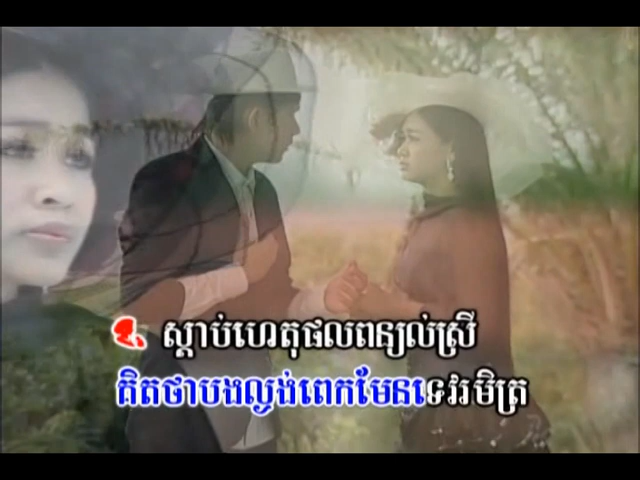 ស្ដាប់ហេតុផលពន្យល់ស្រី
គិតថាបងល្ងង់ពេកមែនទេវរមិត្រ